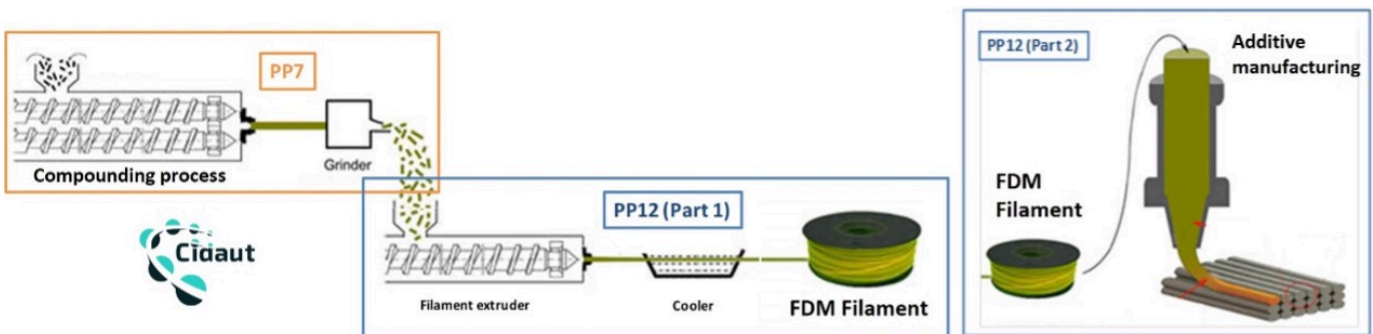 PP7
Grinder
Compounding process
Cidaut
PP12 (Part 1)
Filament extruder
Cooler
FDM Filament
PP12 (Part 2)
Additive
manufacturing
FDM
Filament